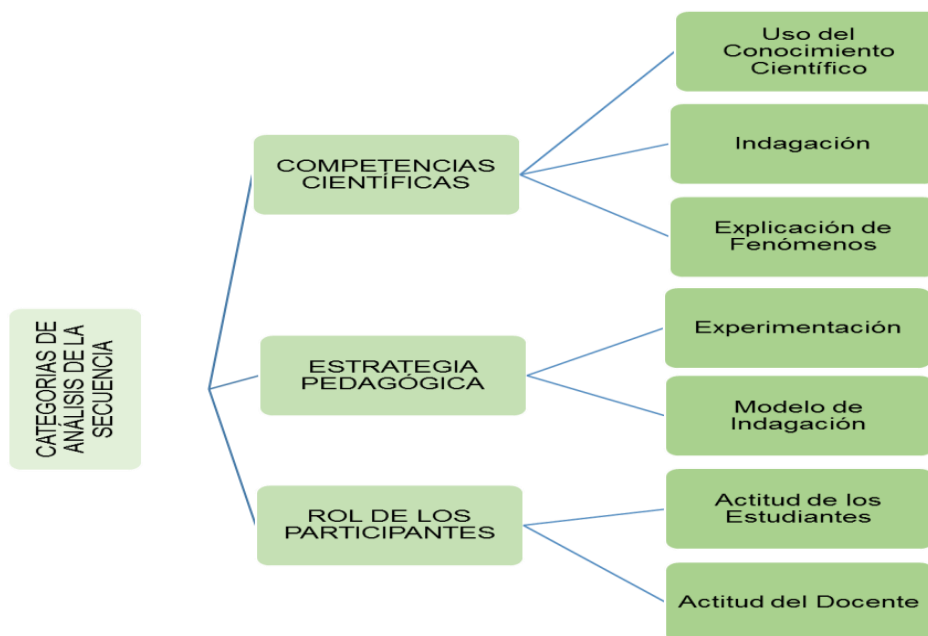 CATEGORIAS DE
ANÁLISIS DE LA
SECUENCIA
COMPETENCIAS
CIENTÍFICAS
Uso del
Conocimiento
Científico
Indagación
Explicación de
Fenómenos
ESTRATEGIA
PEDAGÓGICA
Experimentación
Modelo de
Indagación
ROL DE LOS
PARTICIPANTES
Actitud de los
Estudiantes
Actitud del Docente